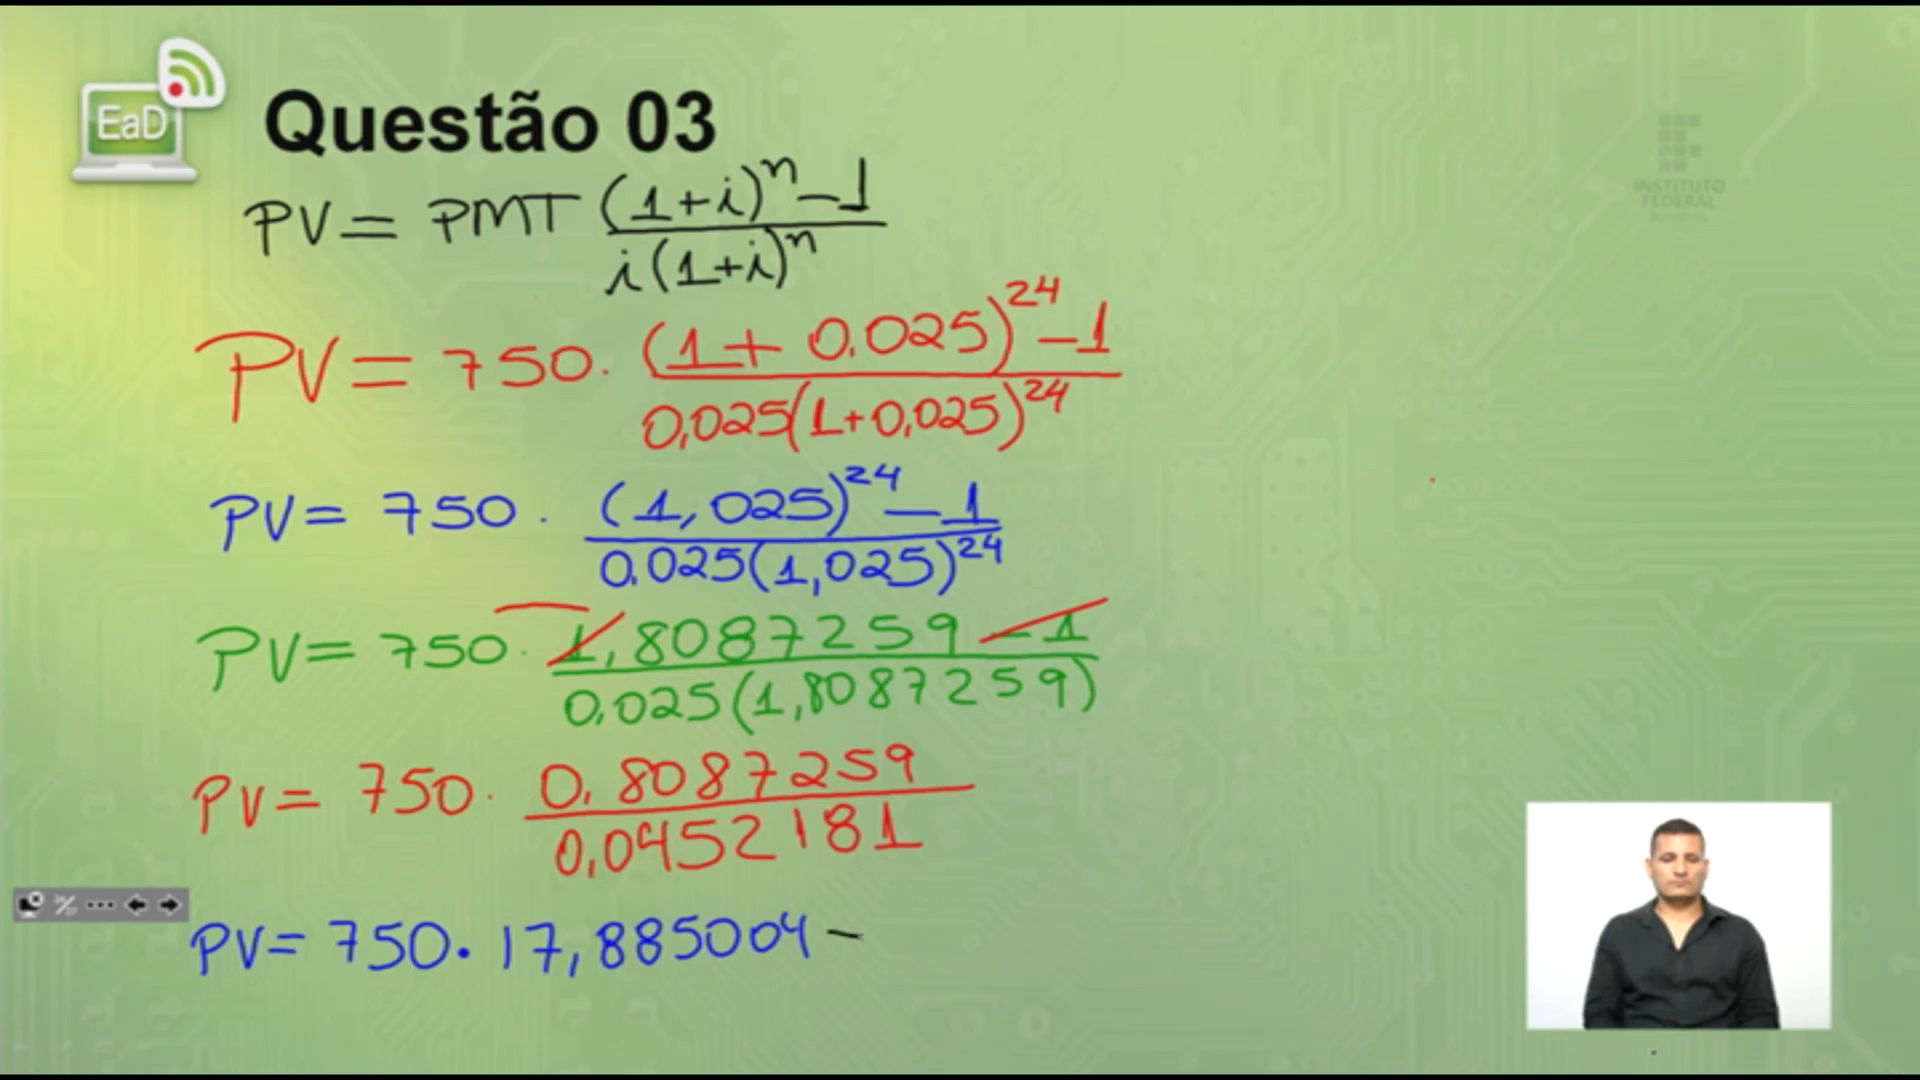 EaD
Questão 03
INSTITUTO
FEDERAL
PV = PMT (1+i)^n - 1 / i(1+i)^n
PV = 750 . (1 + 0.025)^24 - 1 / 0,025(1+0,025)^24
PV = 750 . (1,025)^24 - 1 / 0.025(1,025)^24
PV = 750 . 1,8087259 - 1 / 0.025(1,8087259)
PV = 750 . 0,8087259 / 0,0452181
PV = 750 . 17,885004 -